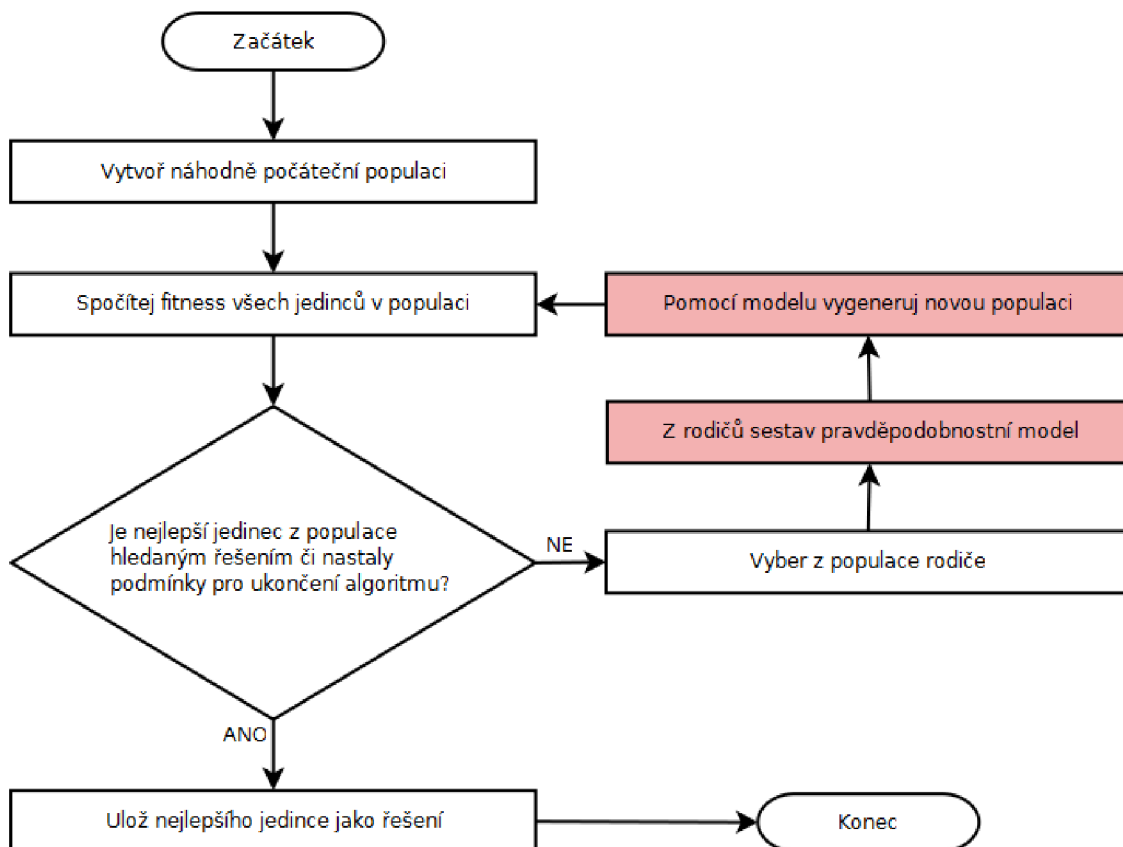 Začátek
Vytvoř náhodně počáteční populaci
Spočítej fitness všech jedinců v populaci
Pomocí modelu vygeneruj novou populaci
Z rodičů sestav pravděpodobnostní model
Je nejlepší jedinec z populace
hledaným řešením či nastaly
podmínky pro ukončení algoritmu?
NE
Vyber z populace rodiče
ANO
Ulož nejlepšího jedince jako řešení
Konec